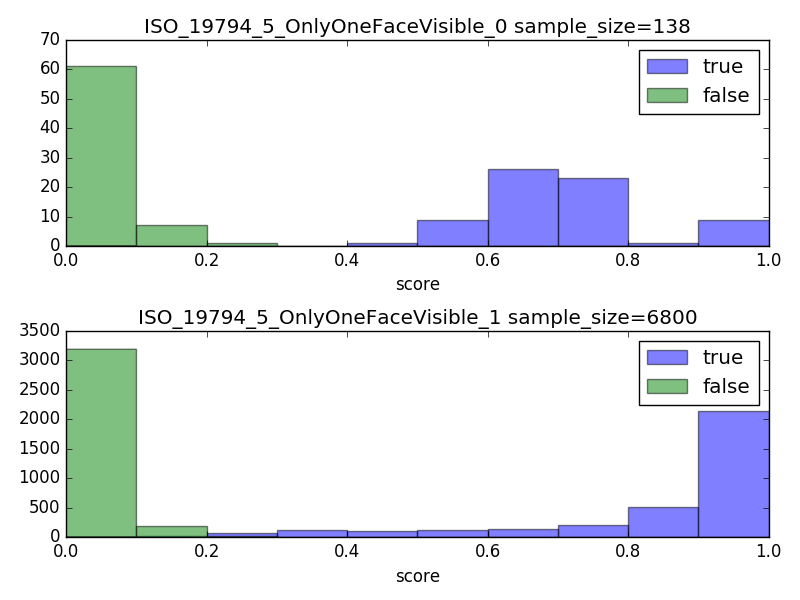 ISO_19794_5_OnlyOneFaceVisible_0 sample_size=138
70
60
50
40
30
20
10
0
true
false
0.0 0.2 0.4 0.6 0.8 1.0
score
ISO_19794_5_OnlyOneFaceVisible_1 sample_size=6800
3500
3000
2500
2000
1500
1000
500
0
true
false
0.0 0.2 0.4 0.6 0.8 1.0
score